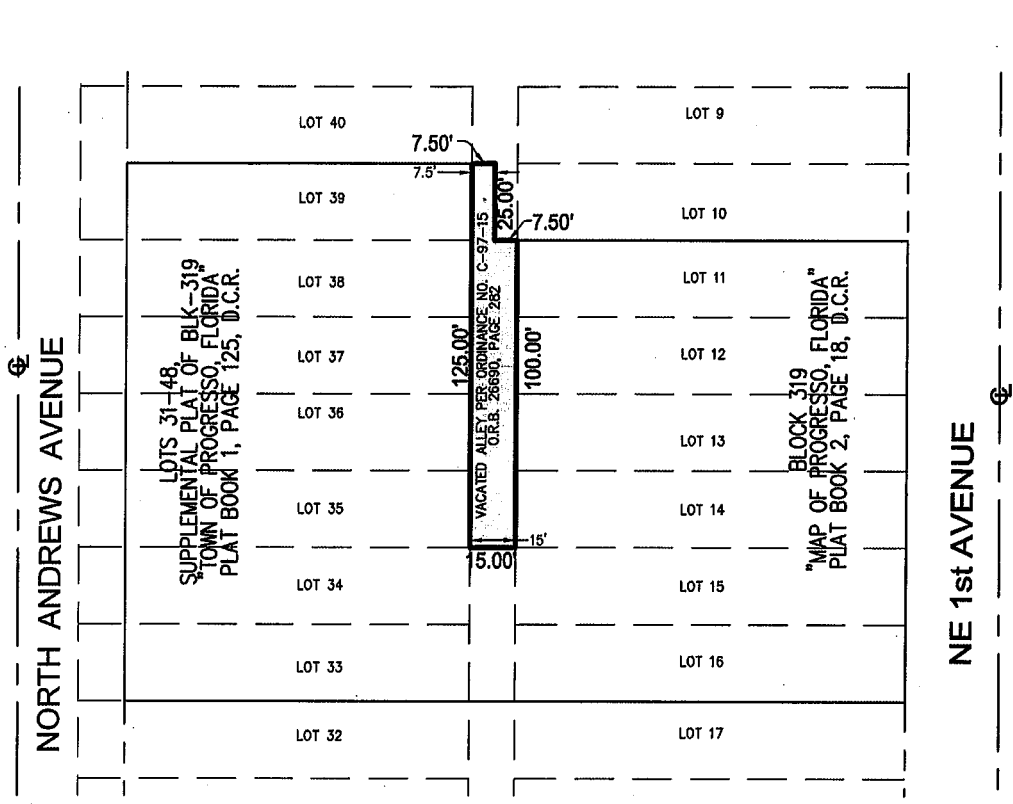 LOT 40
LOT 9
7.50'
7.5'
LOT 39
25.00'
LOT 10
7.50'
LOT 38
LOT 11
LOT 37
LOT 12
LOT 36
LOT 13
LOT 35
LOT 14
LOT 34
LOT 15
LOT 33
LOT 16
LOT 32
LOT 17
125.00'
100.00'
15'
15.00'
VACATED ALLEY PER ORDINANCE NO. C-97-15
O.R.B. 26690, PAGE 282
LOTS 31-48,
SUPPLEMENTAL PLAT OF BLK-319
"TOWN OF PROGRESSO, FLORIDA"
PLAT BOOK 1, PAGE 125, D.C.R.
BLOCK 319
"MAP OF PROGRESSO, FLORIDA"
PLAT BOOK 2, PAGE 18, D.C.R.
NORTH ANDREWS AVENUE
NE 1st AVENUE
℄
℄